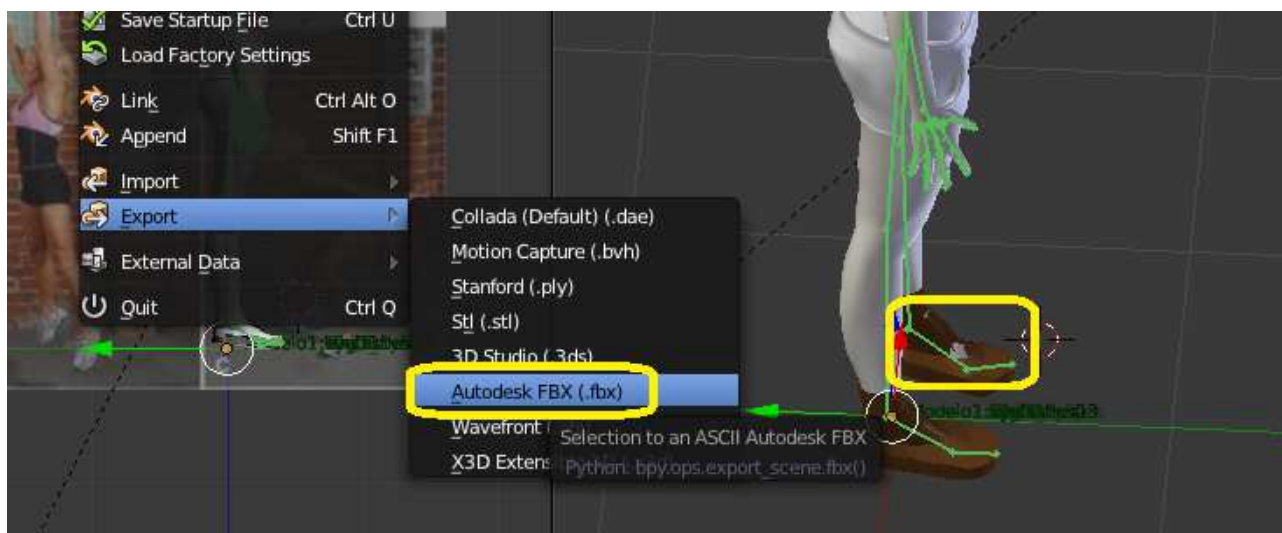 Save Startup File Ctrl U
Load Factory Settings
Link Ctrl Alt O
Append Shift F1
Import
Export
External Data
Quit Ctrl Q
Collada (Default) (.dae)
Motion Capture (.bvh)
Stanford (.ply)
Stl (.stl)
3D Studio (.3ds)
Autodesk FBX (.fbx)
Wavefront
X3D
Selection to an ASCII Autodesk FBX
Python: bpy.ops.export_scene.fbx()